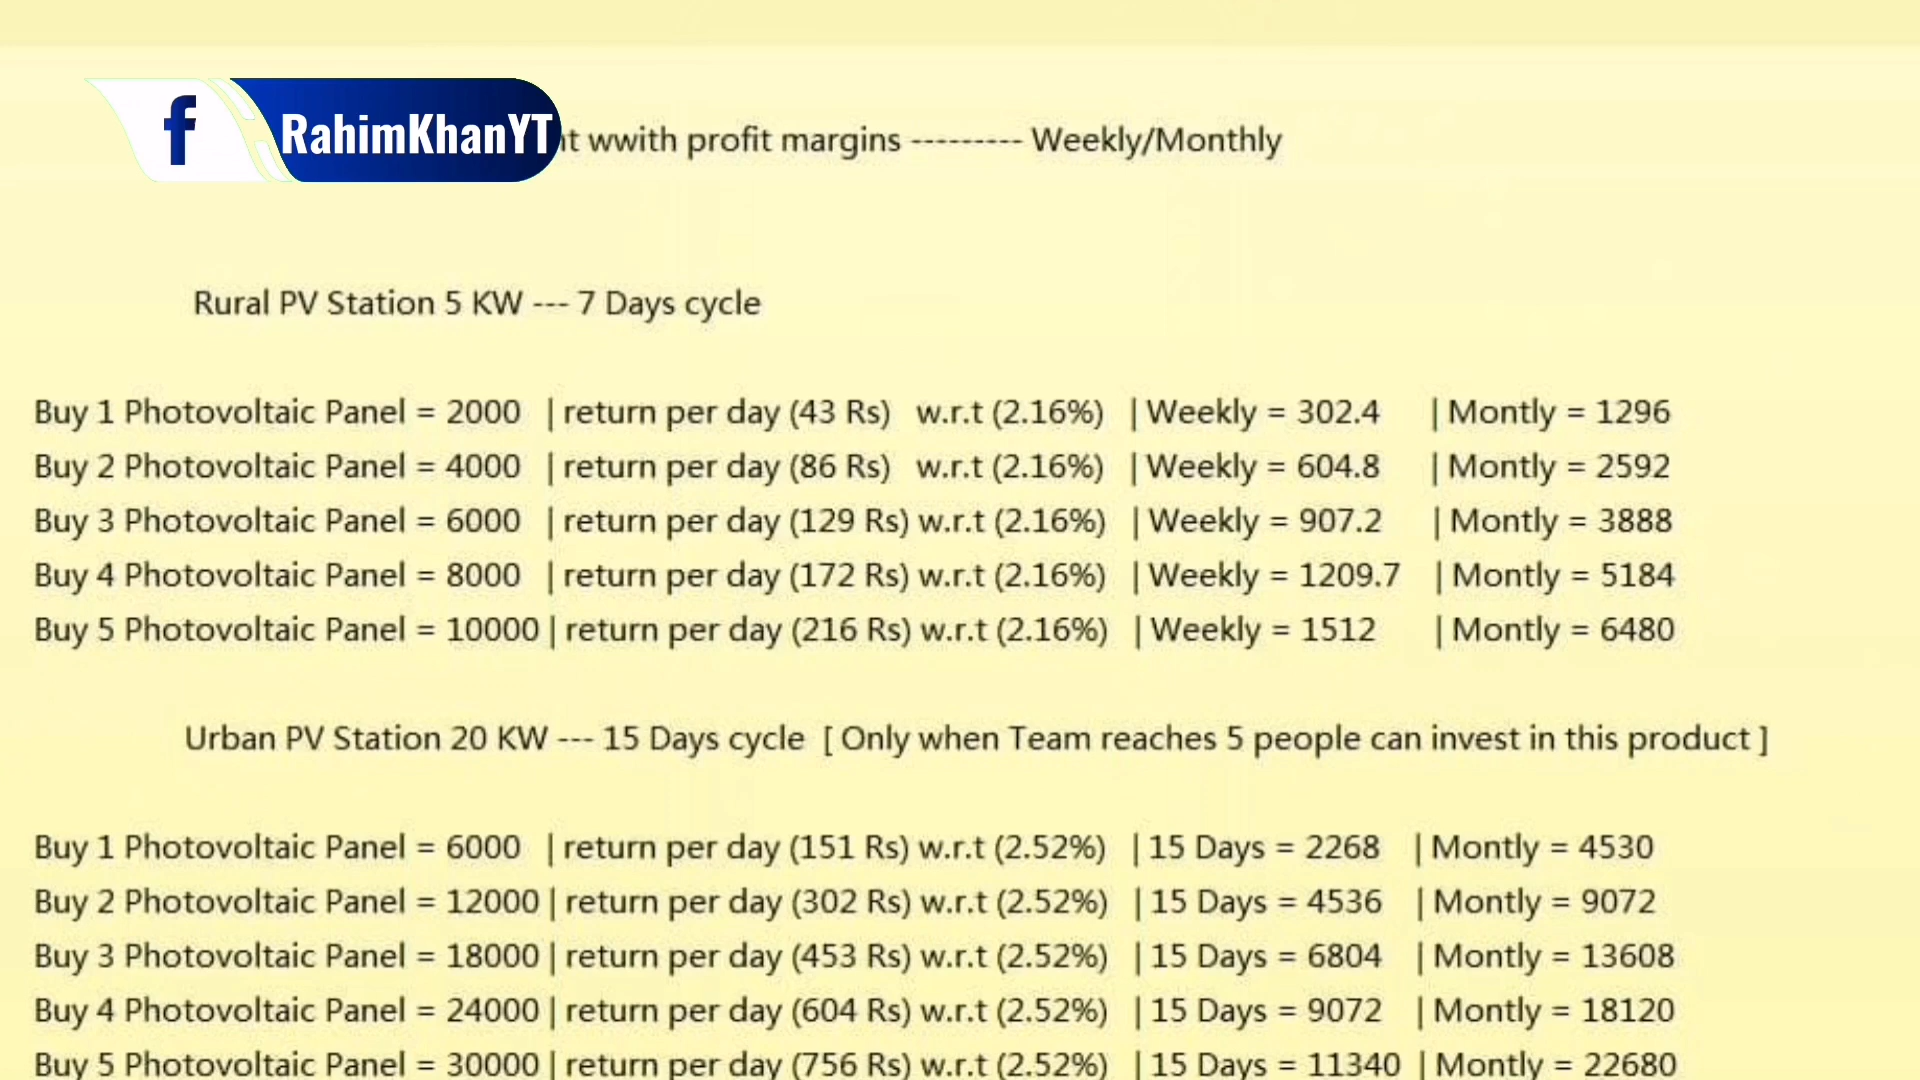 f RahimKhanYT wwith profit margins --------- Weekly/Monthly
Rural PV Station 5 KW --- 7 Days cycle
Buy 1 Photovoltaic Panel = 2000 | return per day (43 Rs) w.r.t (2.16%) | Weekly = 302.4 | Montly = 1296
Buy 2 Photovoltaic Panel = 4000 | return per day (86 Rs) w.r.t (2.16%) | Weekly = 604.8 | Montly = 2592
Buy 3 Photovoltaic Panel = 6000 | return per day (129 Rs) w.r.t (2.16%) | Weekly = 907.2 | Montly = 3888
Buy 4 Photovoltaic Panel = 8000 | return per day (172 Rs) w.r.t (2.16%) | Weekly = 1209.7 | Montly = 5184
Buy 5 Photovoltaic Panel = 10000 | return per day (216 Rs) w.r.t (2.16%) | Weekly = 1512 | Montly = 6480
Urban PV Station 20 KW --- 15 Days cycle [ Only when Team reaches 5 people can invest in this product ]
Buy 1 Photovoltaic Panel = 6000 | return per day (151 Rs) w.r.t (2.52%) | 15 Days = 2268 | Montly = 4530
Buy 2 Photovoltaic Panel = 12000 | return per day (302 Rs) w.r.t (2.52%) | 15 Days = 4536 | Montly = 9072
Buy 3 Photovoltaic Panel = 18000 | return per day (453 Rs) w.r.t (2.52%) | 15 Days = 6804 | Montly = 13608
Buy 4 Photovoltaic Panel = 24000 | return per day (604 Rs) w.r.t (2.52%) | 15 Days = 9072 | Montly = 18120
Buy 5 Photovoltaic Panel = 30000 | return per day (756 Rs) w.r.t (2.52%) | 15 Days = 11340 | Montly = 22680